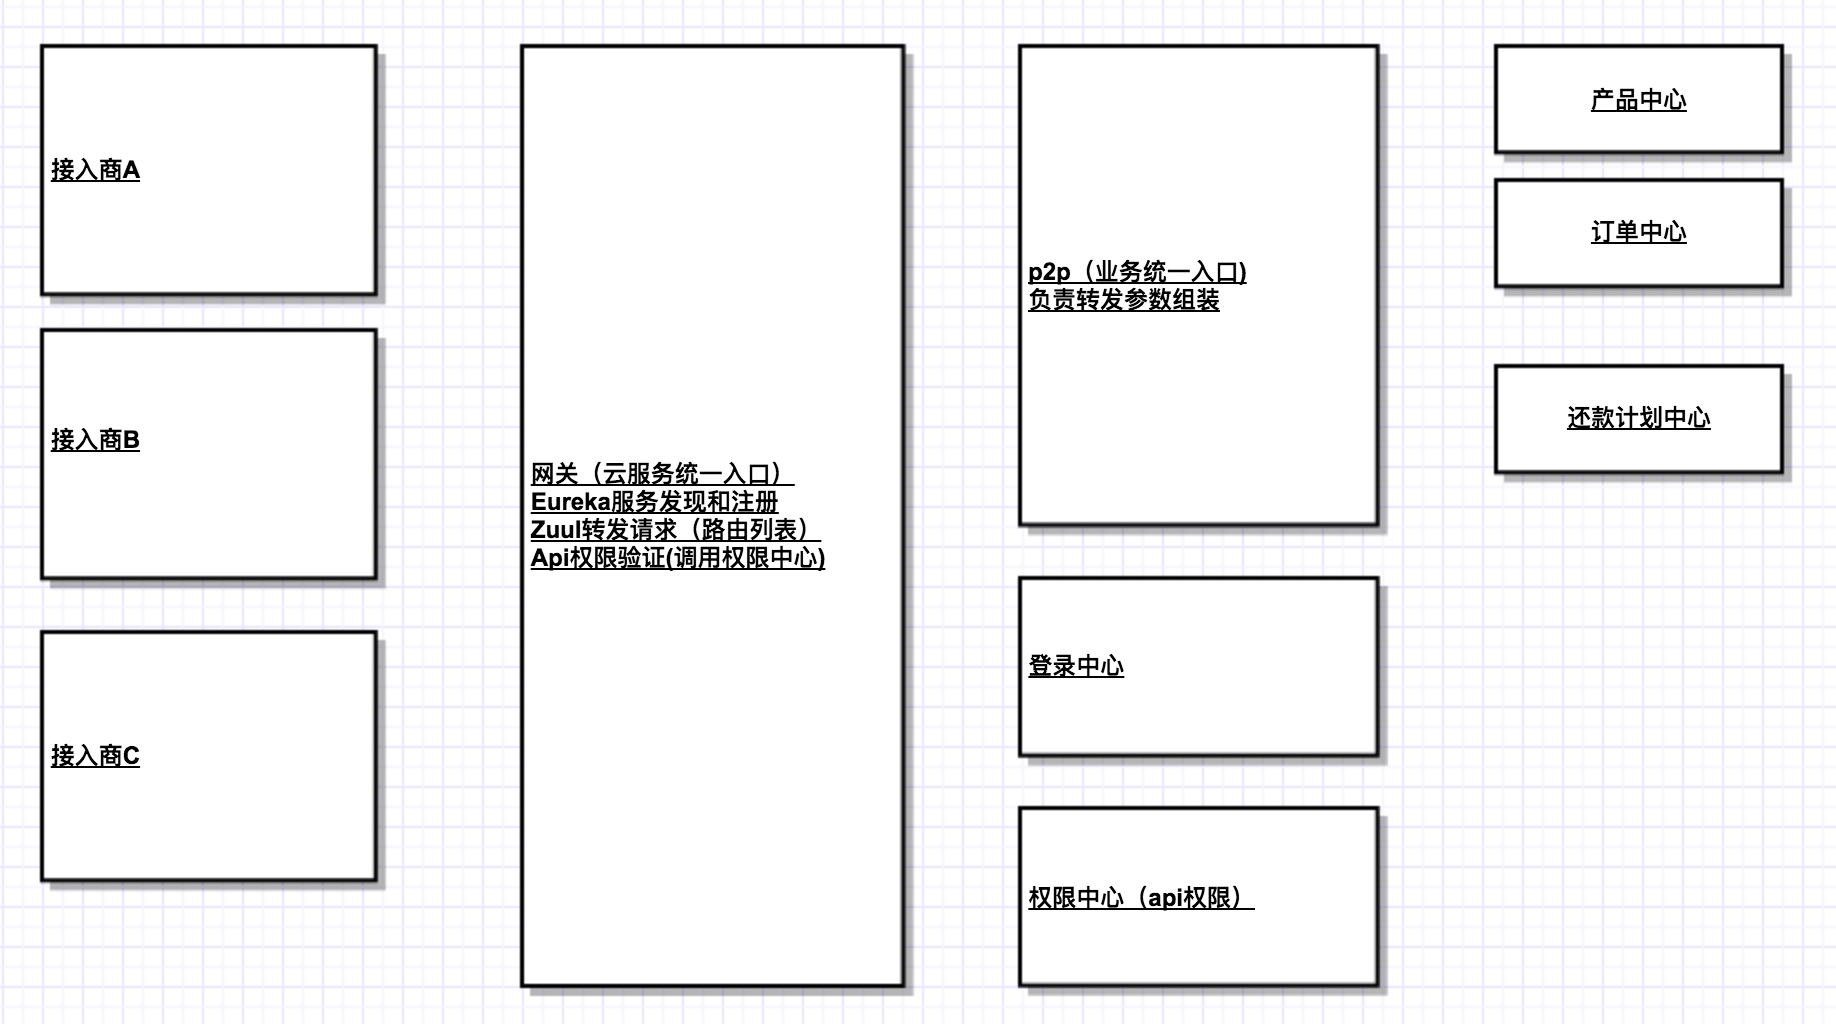 接入商A
接入商B
接入商C
网关（云服务统一入口）
Eureka服务发现和注册
Zuul转发请求（路由列表）
Api权限验证(调用权限中心)
p2p（业务统一入口)
负责转发参数组装
登录中心
权限中心（api权限）
产品中心
订单中心
还款计划中心